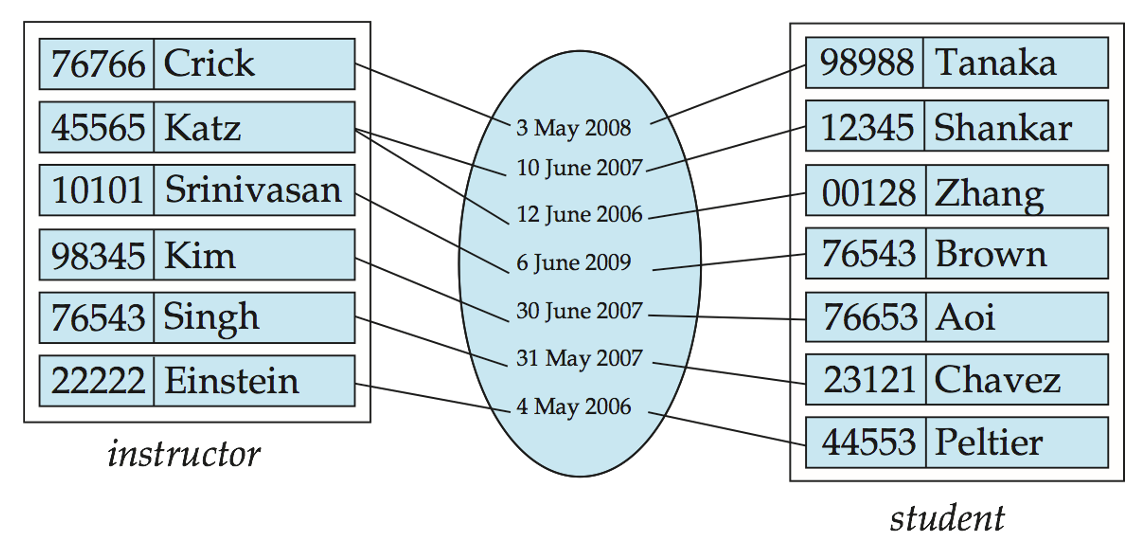 76766 Crick
45565 Katz
10101 Srinivasan
98345 Kim
76543 Singh
22222 Einstein
instructor
3 May 2008
10 June 2007
12 June 2006
6 June 2009
30 June 2007
31 May 2007
4 May 2006
98988 Tanaka
12345 Shankar
00128 Zhang
76543 Brown
76653 Aoi
23121 Chavez
44553 Peltier
student